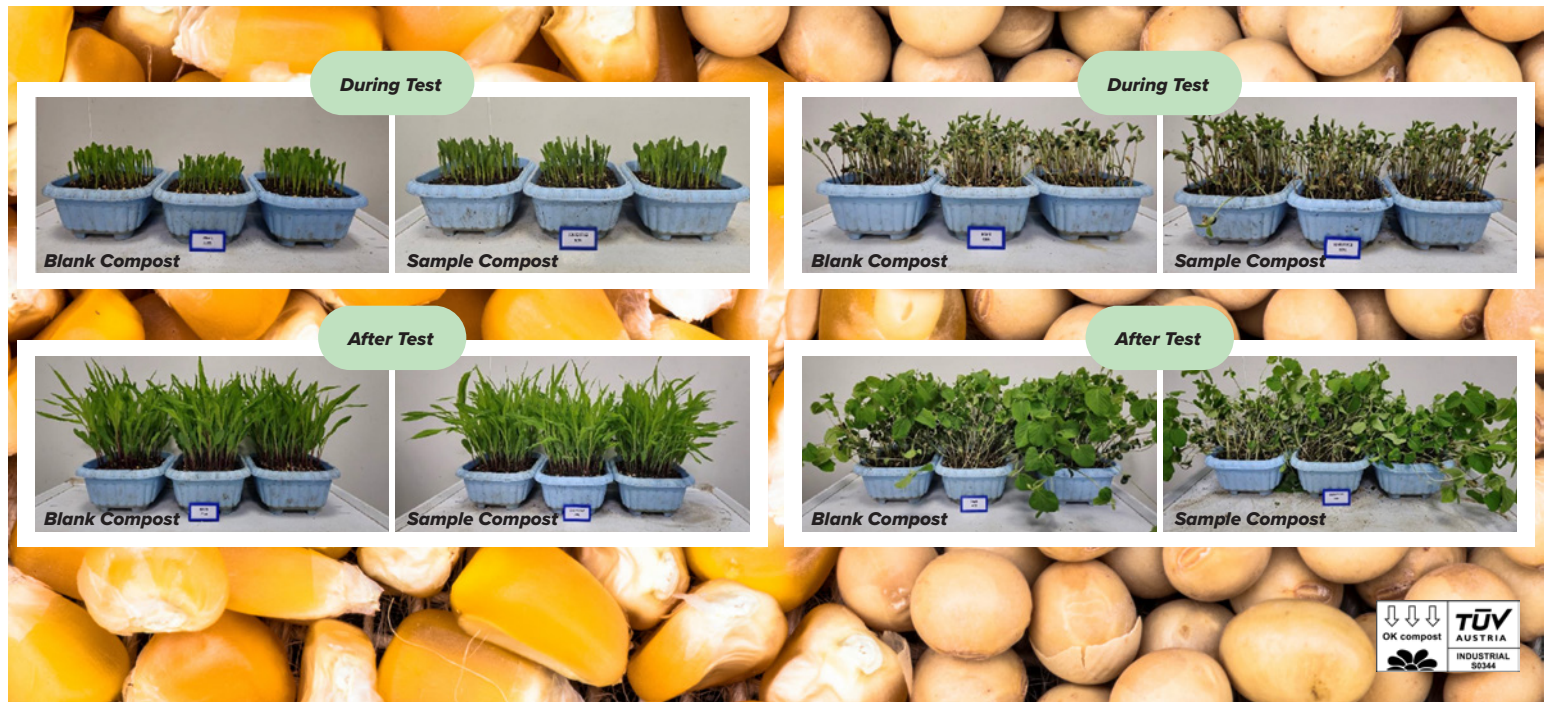 During Test
During Test
Blank Compost
Sample Compost
Blank Compost
Sample Compost
After Test
After Test
Blank Compost
Sample Compost
Blank Compost
Sample Compost
OK compost
TÜV
AUSTRIA
INDUSTRIAL
S0344